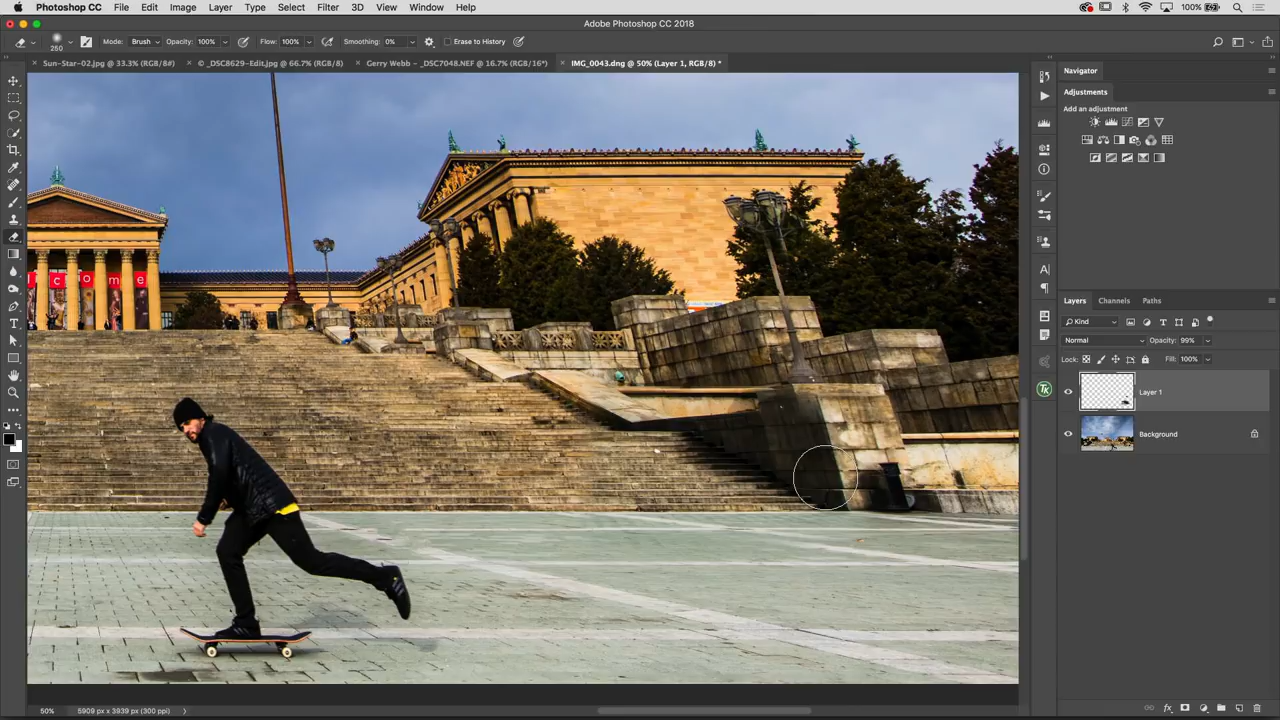 Photoshop CC File Edit Image Layer Type Select Filter 3D View Window Help 100%
Adobe Photoshop CC 2018
250 Mode: Brush Opacity: 100% Flow: 100% Smoothing: 0% Erase to History
Sun-Star-02.jpg @ 33.3% (RGB/8#) © _DSC8629-Edit.jpg @ 66.7% (RGB/8) Gerry Webb - _DSC7048.NEF @ 16.7% (RGB/16*) IMG_0043.dng @ 50% (Layer 1, RGB/8) *
Navigator
Adjustments
Add an adjustment
Layers Channels Paths
Kind
Normal Opacity: 99%
Lock: Fill: 100%
Layer 1
Background
TK
c o m e
50% 5909 px x 3939 px (300 ppi)